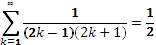 ∑_{k=1}^{∞} 1/((2k−1)(2k+1)) = 1/2